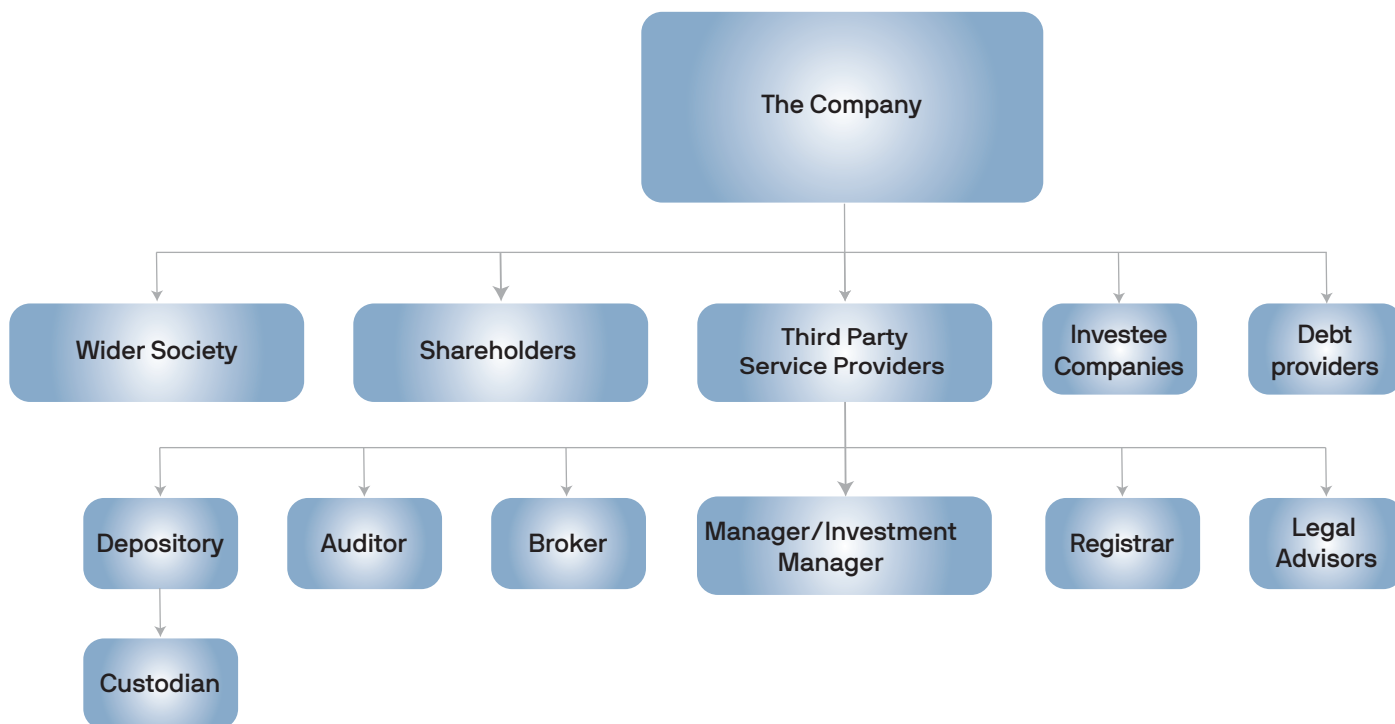 The Company
Wider Society
Shareholders
Third Party
Service Providers
Investee
Companies
Debt
providers
Depository
Auditor
Broker
Manager/Investment
Manager
Registrar
Legal
Advisors
Custodian